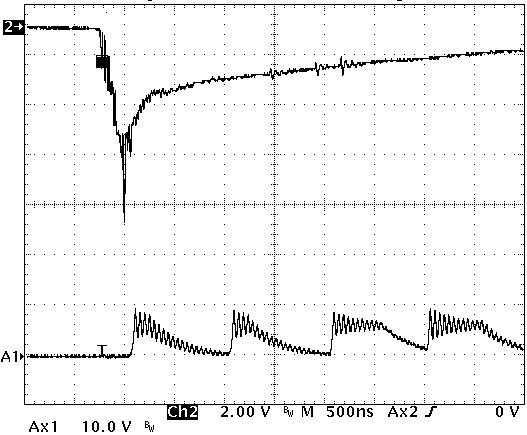 2→
T
A1
Ch2 2.00 V BW M 500ns Ax2 ʃ 0 V
Ax1 10.0 V BW